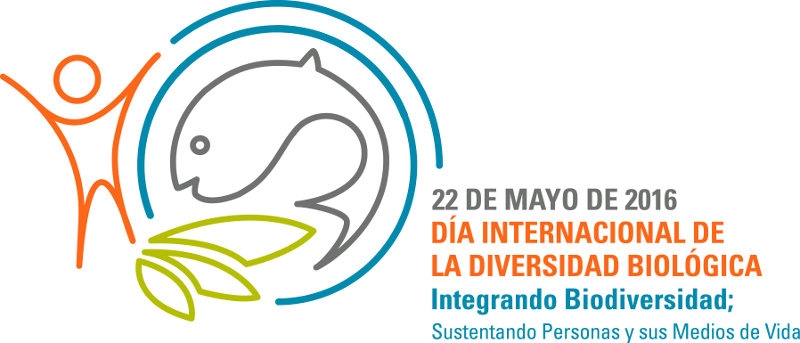 22 DE MAYO DE 2016
DÍA INTERNACIONAL DE
LA DIVERSIDAD BIOLÓGICA
Integrando Biodiversidad;
Sustentando Personas y sus Medios de Vida